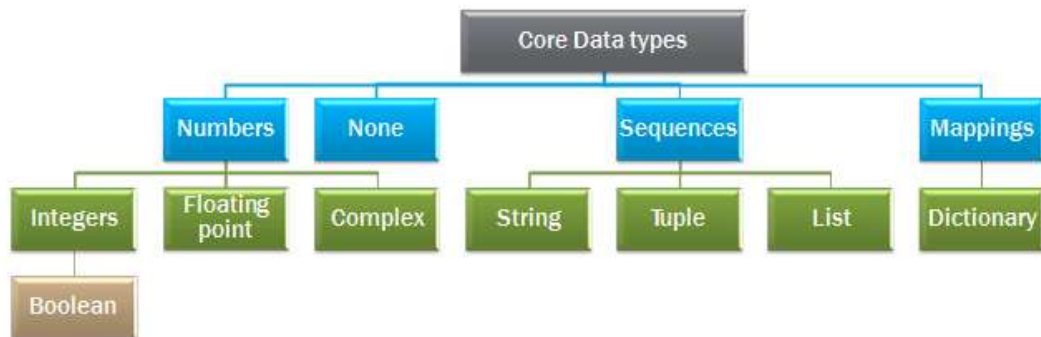 Core Data types
Numbers
None
Sequences
Mappings
Integers
Floating
point
Complex
String
Tuple
List
Dictionary
Boolean